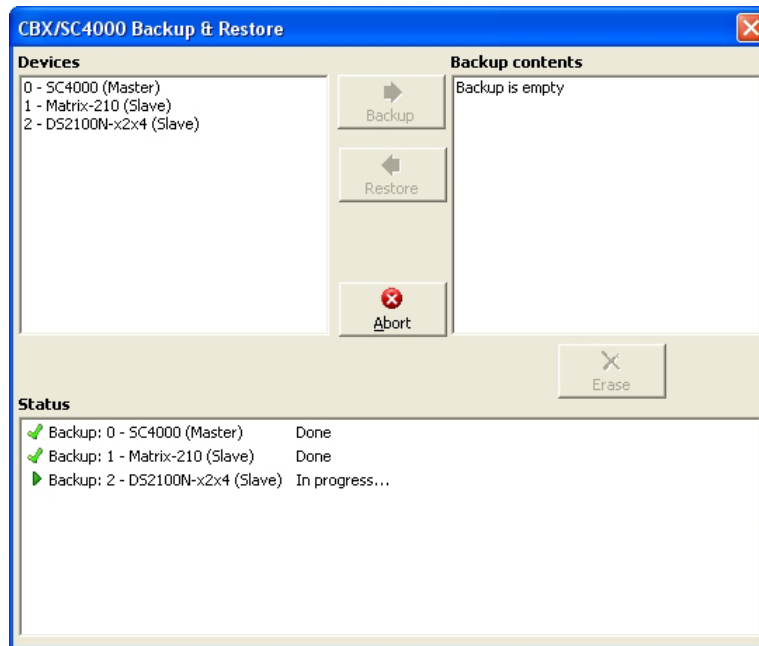 CBX/SC4000 Backup & Restore
Devices
Backup contents
0 - SC4000 (Master)
1 - Matrix-210 (Slave)
2 - DS2100N-x2x4 (Slave)
Backup
Restore
Abort
Backup is empty
Erase
Status
Backup: 0 - SC4000 (Master) Done
Backup: 1 - Matrix-210 (Slave) Done
Backup: 2 - DS2100N-x2x4 (Slave) In progress...